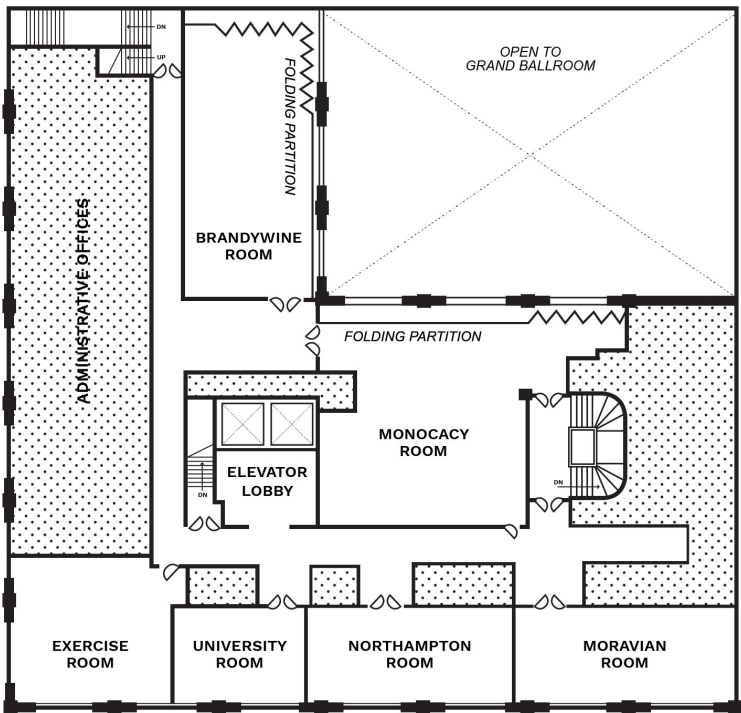 DN
UP
OPEN TO
GRAND BALLROOM
FOLDING PARTITION
ADMINISTRATIVE OFFICES
BRANDYWINE
ROOM
FOLDING PARTITION
MONOCACY
ROOM
ELEVATOR
LOBBY
DN
DN
EXERCISE
ROOM
UNIVERSITY
ROOM
NORTHAMPTON
ROOM
MORAVIAN
ROOM